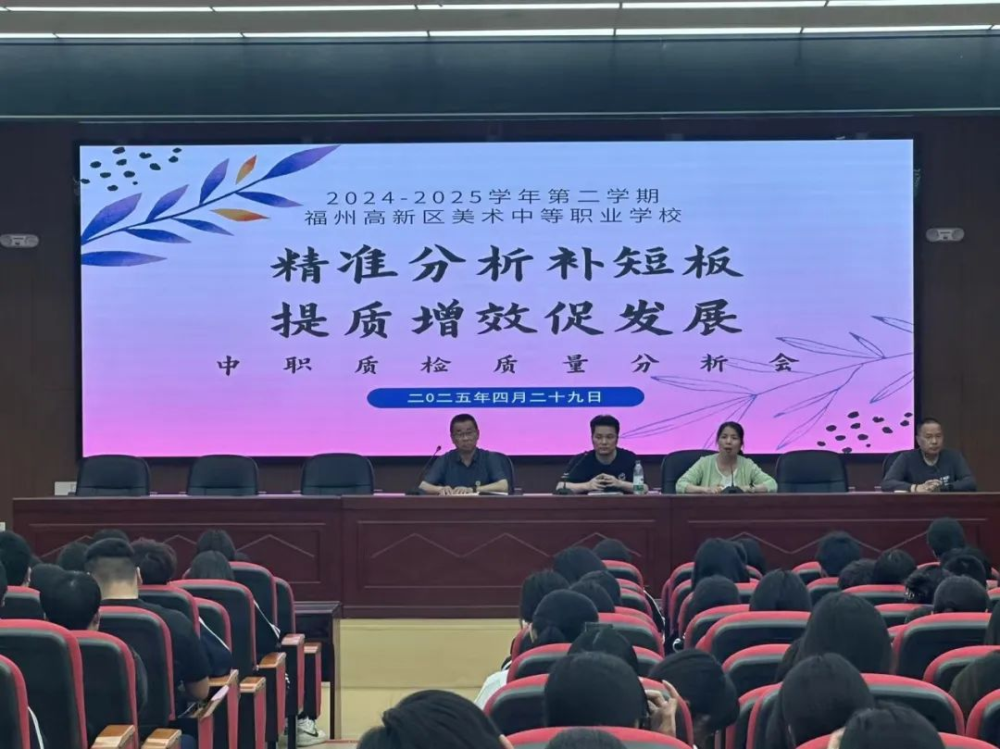 2024-2025学年第二学期
福州高新区美术中等职业学校
精准分析补短板
提质增效促发展
中职质检质量分析会
二0二五年四月二十九日